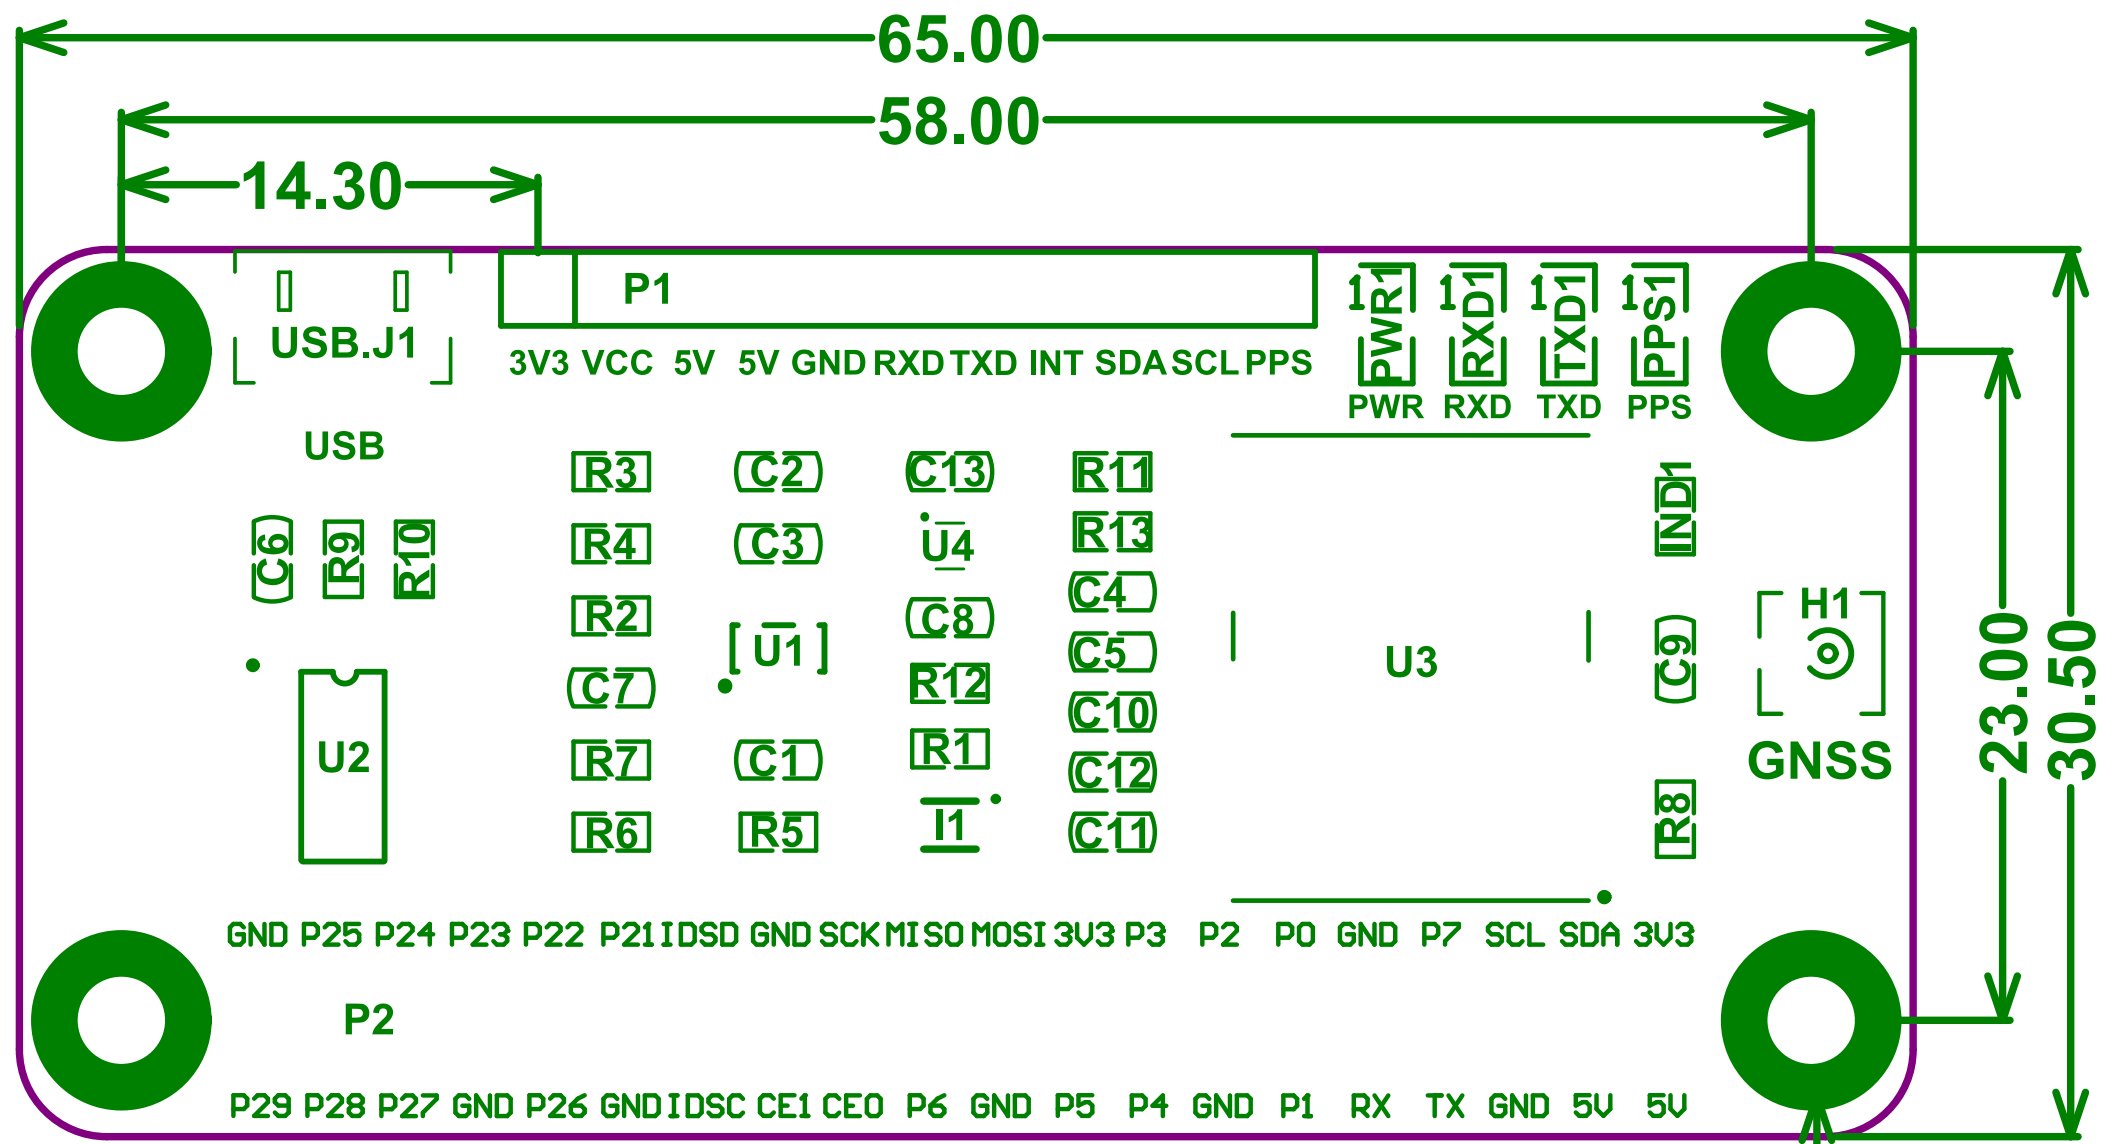 65.00
58.00
14.30
P1
USB.J1
3V3 VCC 5V 5V GND RXD TXD INT SDA SCL PPS
1 PWR1
1 RXD1
1 TXD1
1 PPS1
PWR RXD TXD PPS
USB
R3 C2 C13 R11
IND1
C6 R9 R10
R4 C3 U4 R13
C4
R2 C8
H1
U1 C5 U3 C9
C7 R12
C10
23.00
30.50
U2 R7 C1 R1 C12
GNSS
R6 R5 I1 C11 R8
GND P25 P24 P23 P22 P21 IDSD GND SCK MISO MOSI 3V3 P3 P2 P0 GND P7 SCL SDA 3V3
P2
P29 P28 P27 GND P26 GND IDSC CE1 CE0 P6 GND P5 P4 GND P1 RX TX GND 5V 5V